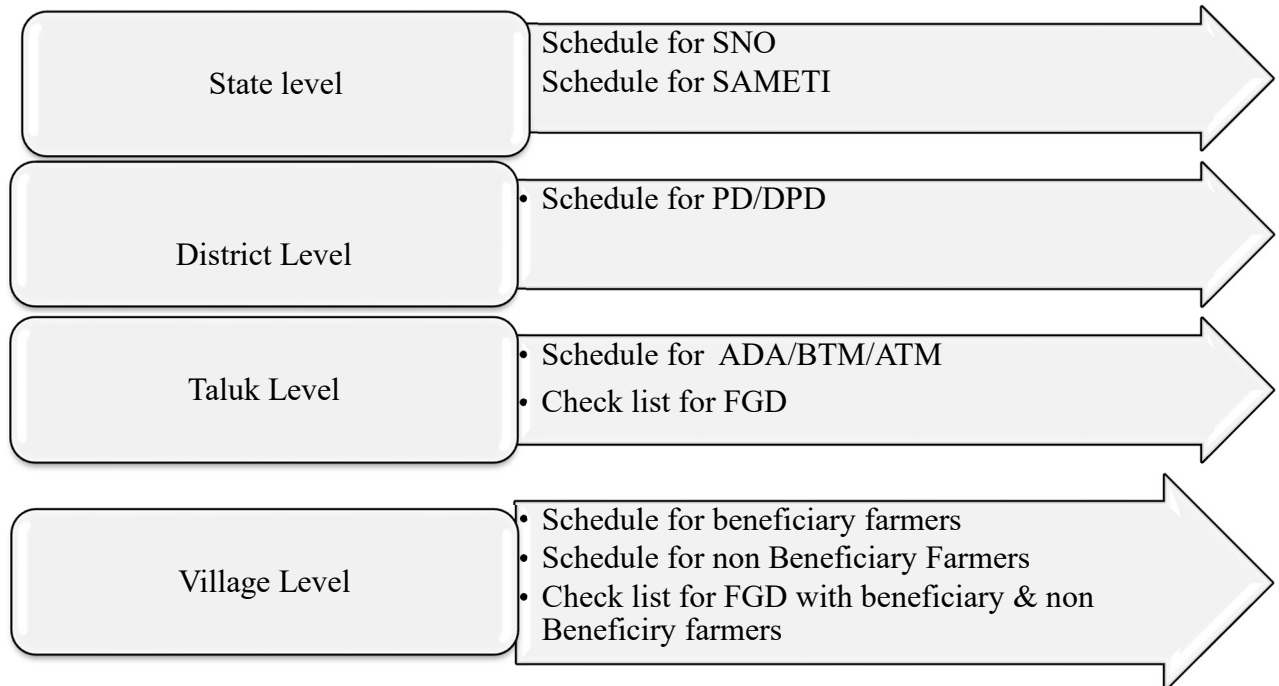 State level
Schedule for SNO
Schedule for SAMETI
District Level
• Schedule for PD/DPD
Taluk Level
• Schedule for ADA/BTM/ATM
• Check list for FGD
Village Level
• Schedule for beneficiary farmers
• Schedule for non Beneficiary Farmers
• Check list for FGD with beneficiary & non
Beneficiry farmers